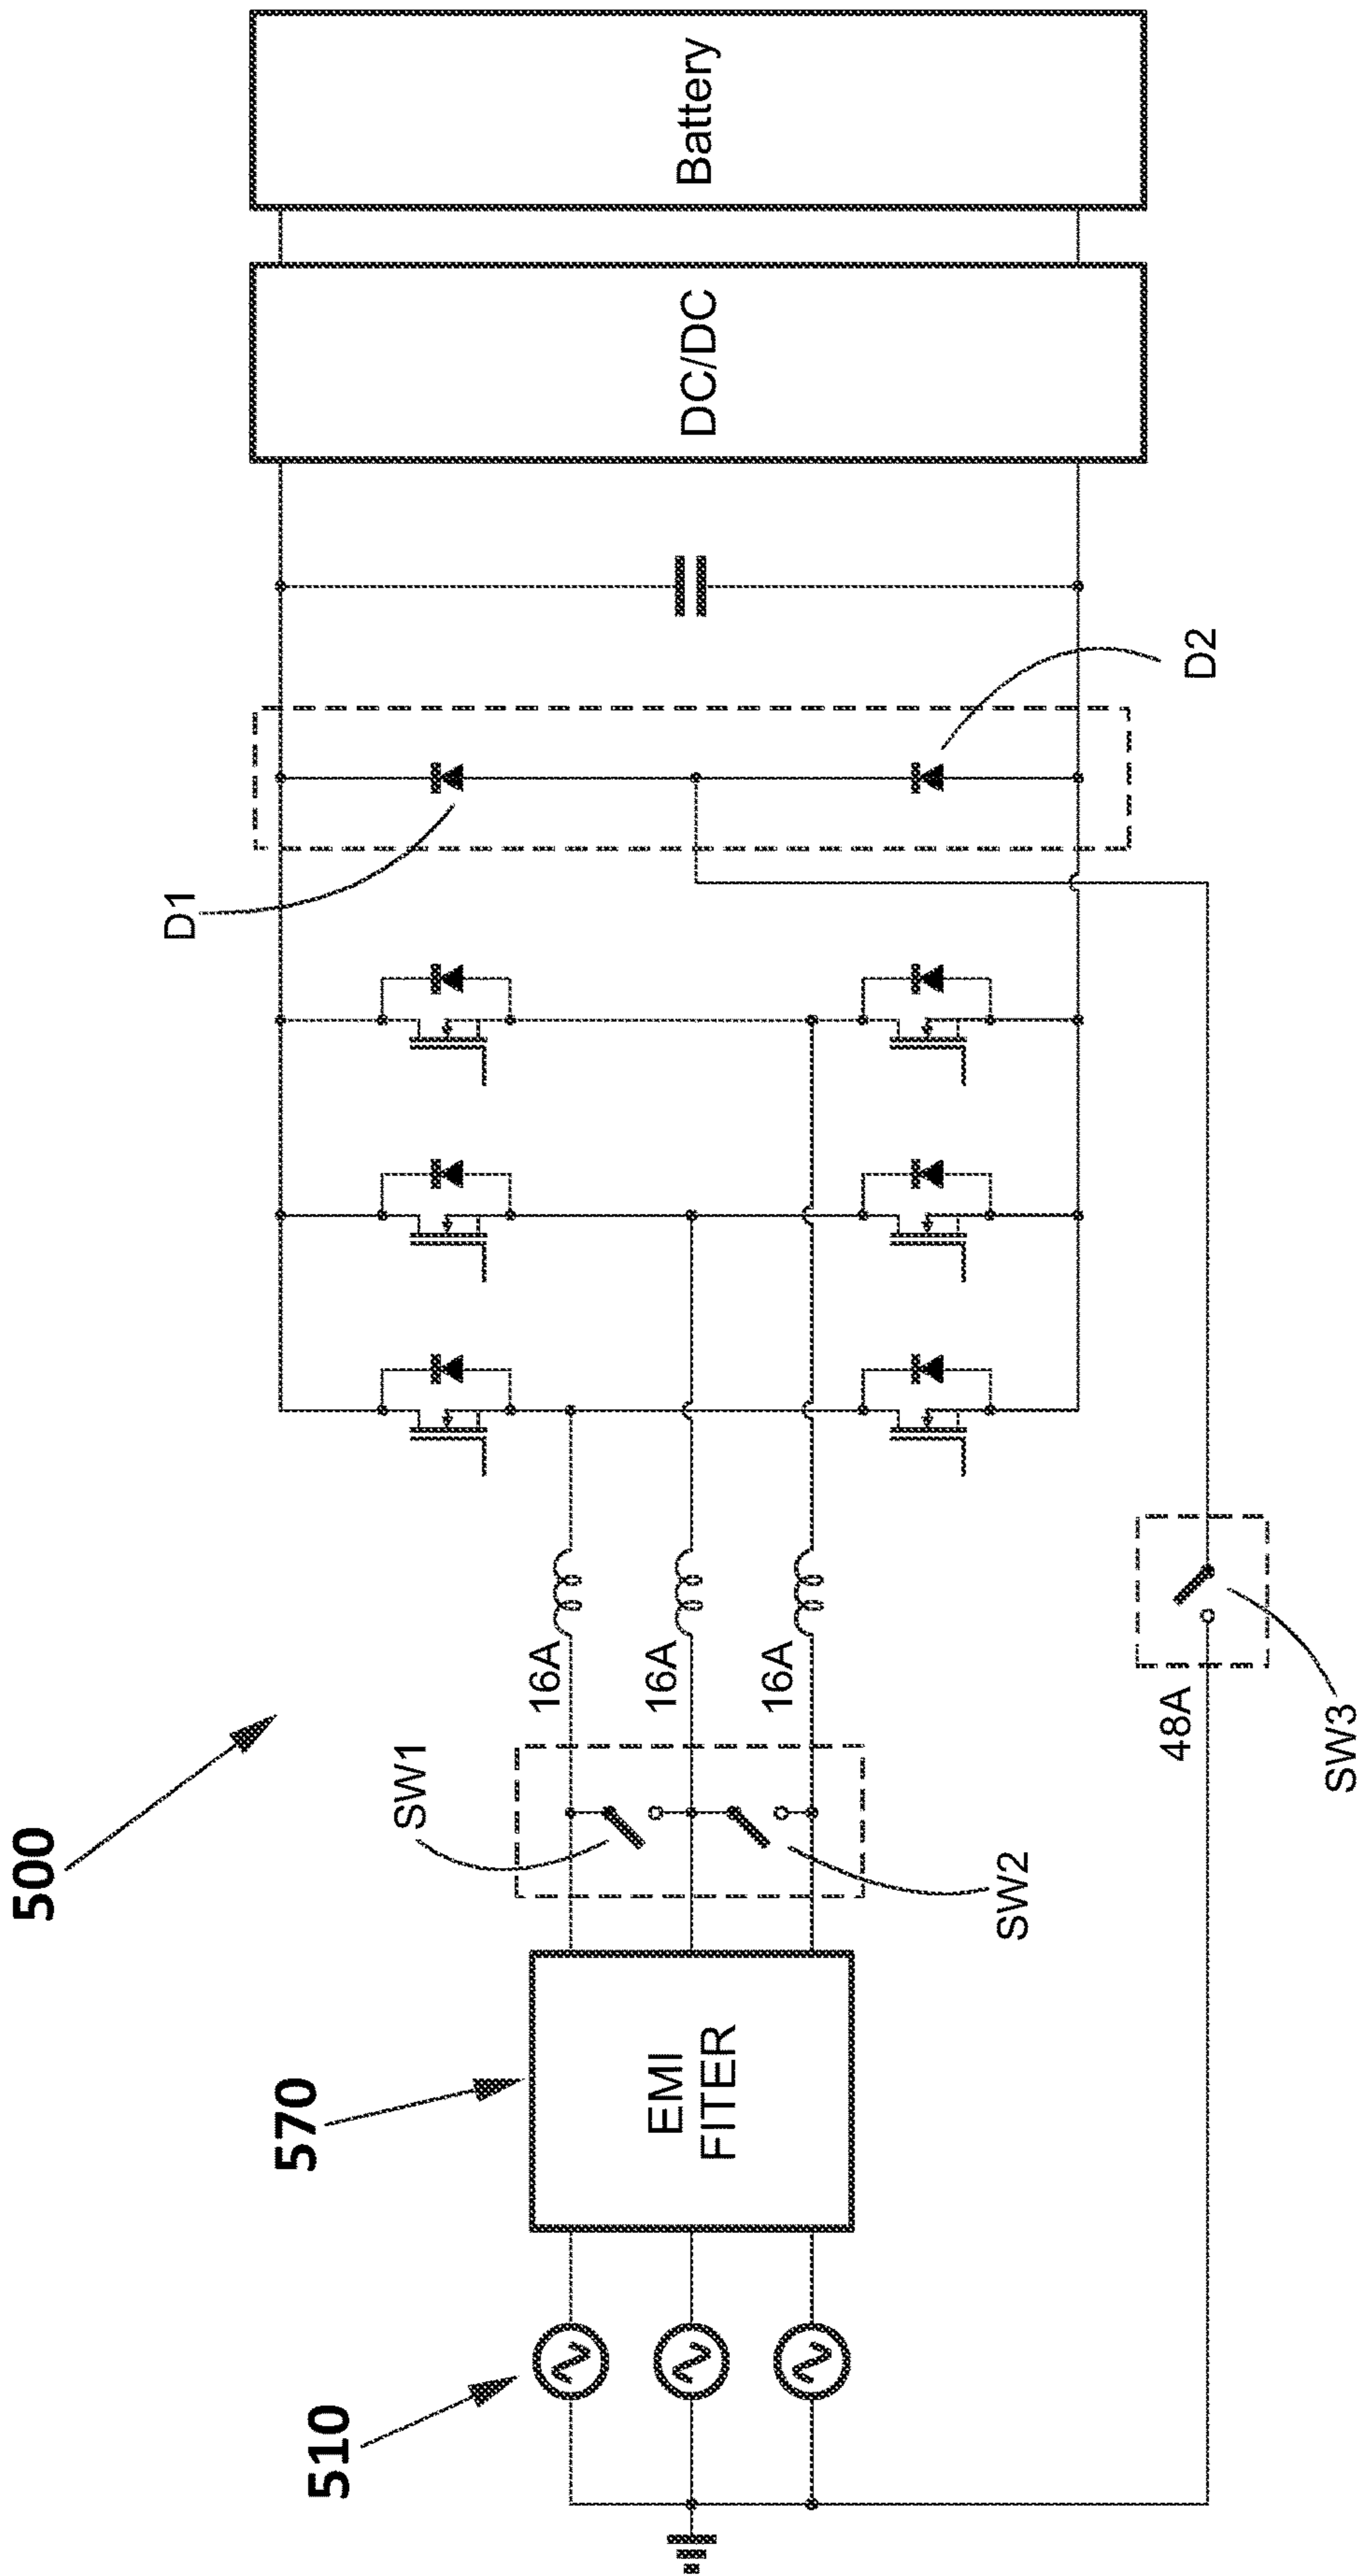 500
510
570
EMI
FITER
SW1
SW2
16A
16A
16A
48A
SW3
D1
D2
DC/DC
Battery